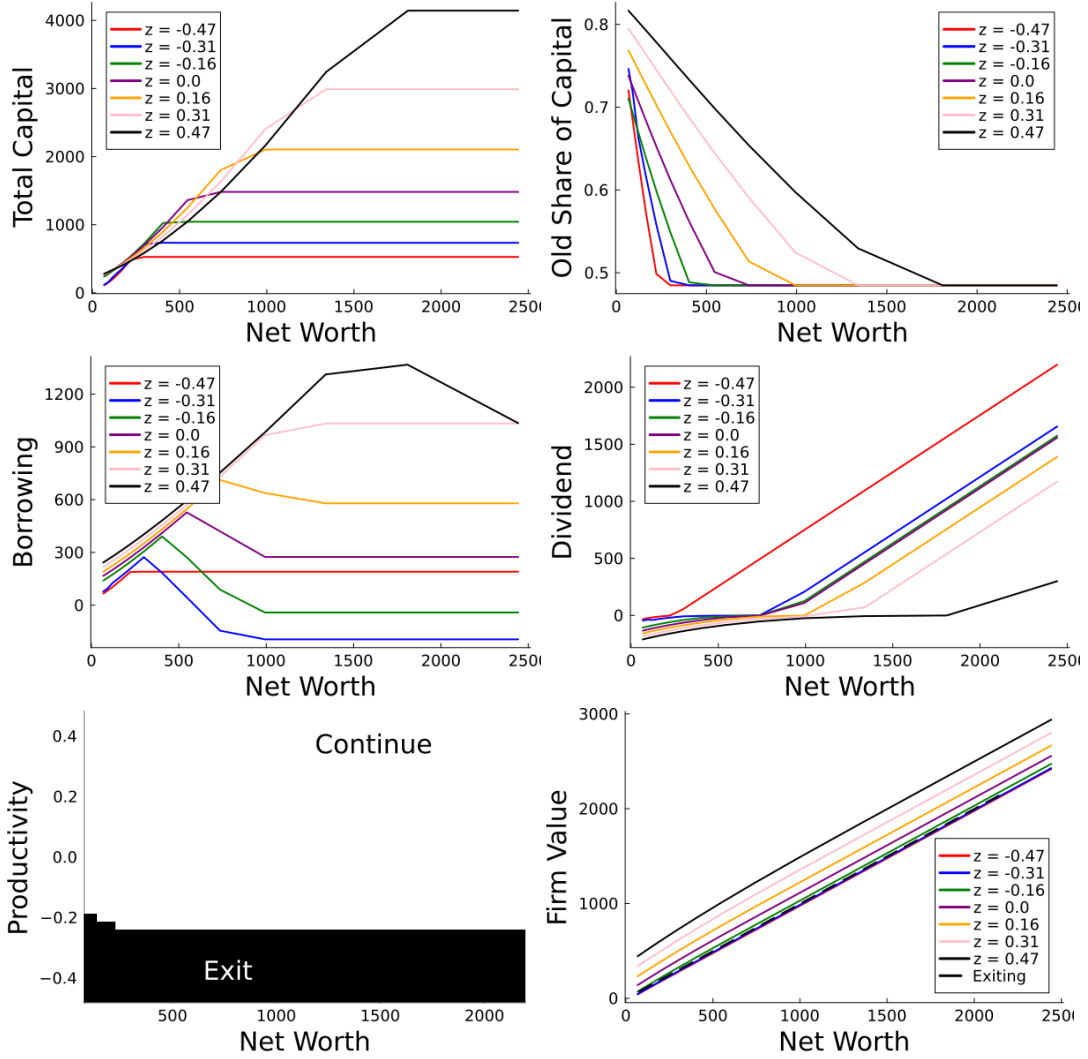 Total Capital
4000
3000
2000
1000
0
z = -0.47
z = -0.31
z = -0.16
z = 0.0
z = 0.16
z = 0.31
z = 0.47
0 500 1000 1500 2000
Net Worth
Old Share of Capital
0.8
0.7
0.6
0.5
z = -0.47
z = -0.31
z = -0.16
z = 0.0
z = 0.16
z = 0.31
z = 0.47
0 500 1000 1500 2000 2500
Net Worth
Borrowing
1200
900
600
300
0
z = -0.47
z = -0.31
z = -0.16
z = 0.0
z = 0.16
z = 0.31
z = 0.47
0 500 1000 1500 2000
Net Worth
Dividend
2000
1500
1000
500
0
z = -0.47
z = -0.31
z = -0.16
z = 0.0
z = 0.16
z = 0.31
z = 0.47
0 500 1000 1500 2000 2500
Net Worth
Productivity
0.4
0.2
0.0
−0.2
−0.4
Continue
Exit
500 1000 1500 2000
Net Worth
Firm Value
3000
2000
1000
0
z = -0.47
z = -0.31
z = -0.16
z = 0.0
z = 0.16
z = 0.31
z = 0.47
Exiting
0 500 1000 1500 2000 2500
Net Worth